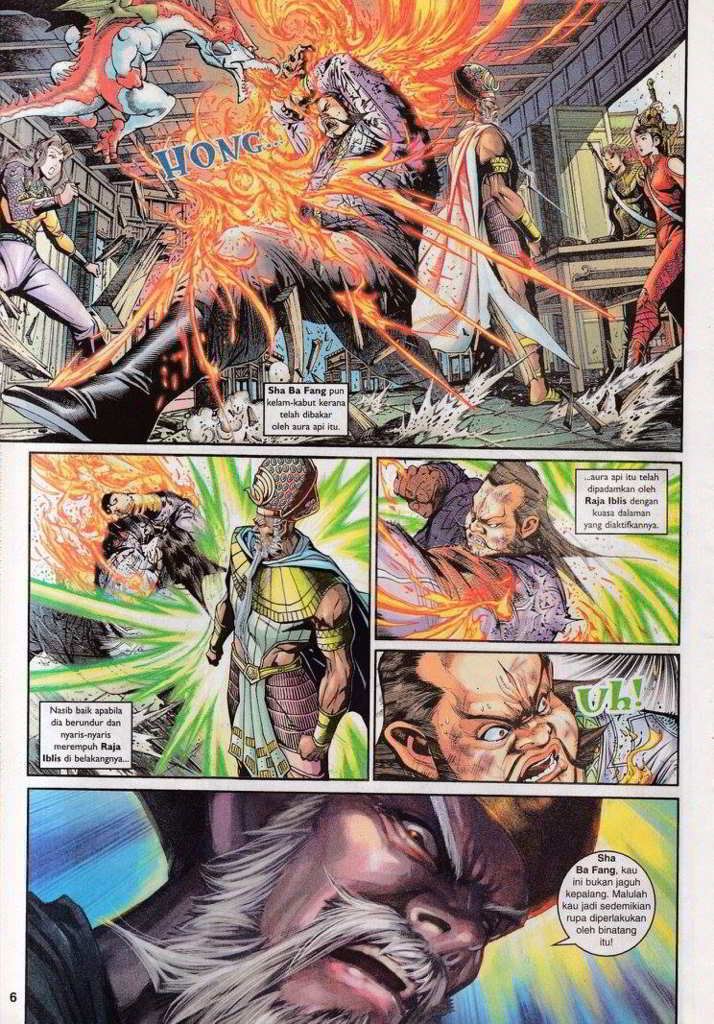 HONG...
Sha Ba Fang pun
kelam-kabut kerana
telah dibakar
oleh aura api itu.
Nasib baik apabila
dia berundur dan
nyaris-nyaris
merempuh Raja
Iblis di belakangnya...
...aura api itu telah
dipadamkan oleh
Raja Iblis dengan
kuasa dalaman
yang diaktifkannya.
Uh!
Sha
Ba Fang, kau
ini bukan jaguh
kepalang. Malulah
kau jadi sedemikian
rupa diperlakukan
oleh binatang
itu!
6